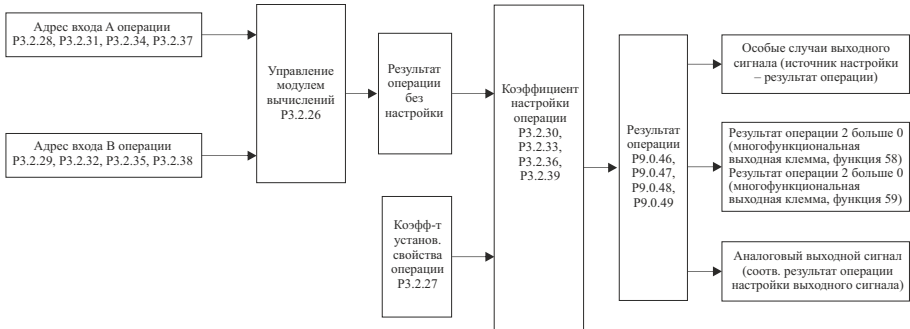 Адрес входа А операции
P3.2.28, P3.2.31, P3.2.34, P3.2.37
Адрес входа В операции
P3.2.29, P3.2.32, P3.2.35, P3.2.38
Управление
модулем
вычислений
P3.2.26
Результат
операции
без
настройки
Коэфф-т
установ.
свойства
операции
P3.2.27
Коэффициент
настройки
операции
P3.2.30,
P3.2.33,
P3.2.36,
P3.2.39
Результат
операции
P9.0.46,
P9.0.47,
P9.0.48,
P9.0.49
Особые случаи выходного
сигнала (источник настройки
– результат операции)
Результат операции 2 больше 0
(многофункциональная
выходная клемма, функция 58)
Результат операции 2 больше 0
(многофункциональная
выходная клемма, функция 59)
Аналоговый выходной сигнал
(соотв. результат операции
настройки выходного сигнала)